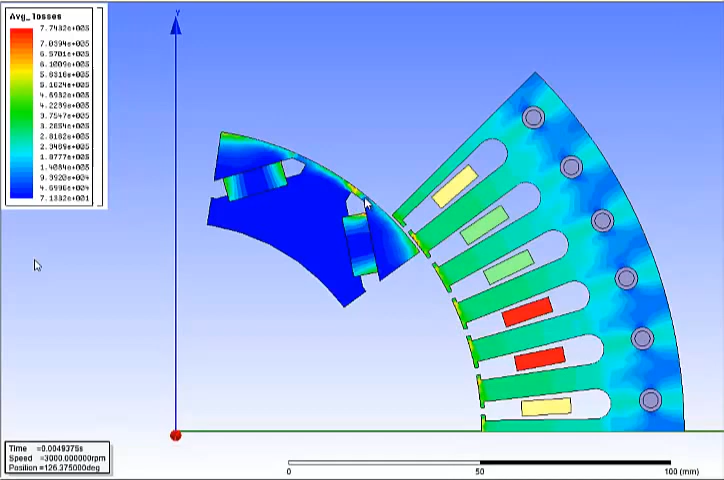 Avg_losses
7.7432e+005
7.0394e+005
6.5701e+005
6.1009e+005
5.6316e+005
5.1624e+005
4.6932e+005
4.2239e+005
3.7547e+005
3.2854e+005
2.8162e+005
2.3469e+005
1.8777e+005
1.4084e+005
9.3920e+004
4.6996e+004
7.1332e+001
Y
Time =0.0049375s
Speed =3000.000000rpm
Position =126.375000deg
0 50 100 (mm)